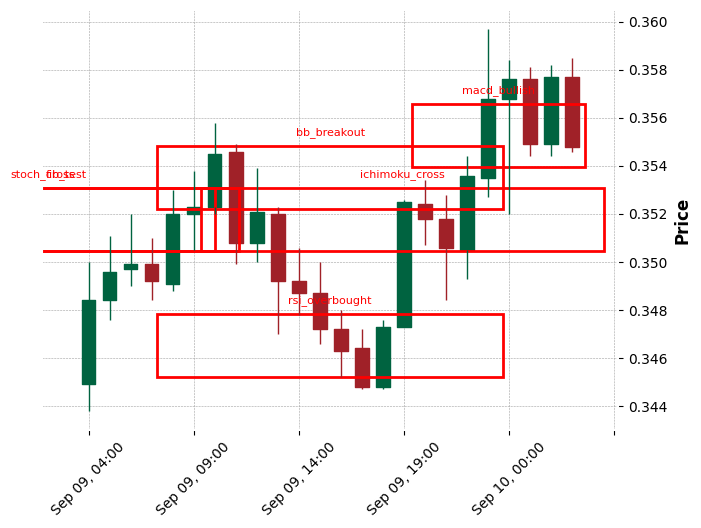 0.360
0.358
macd_bullish
0.356
bb_breakout
0.354
ichimoku_cross
0.352
Price
0.350
rsi_overbought
0.348
0.346
0.344
Sep 09, 04:00
Sep 09, 09:00
Sep 09, 14:00
Sep 09, 19:00
Sep 10, 00:00